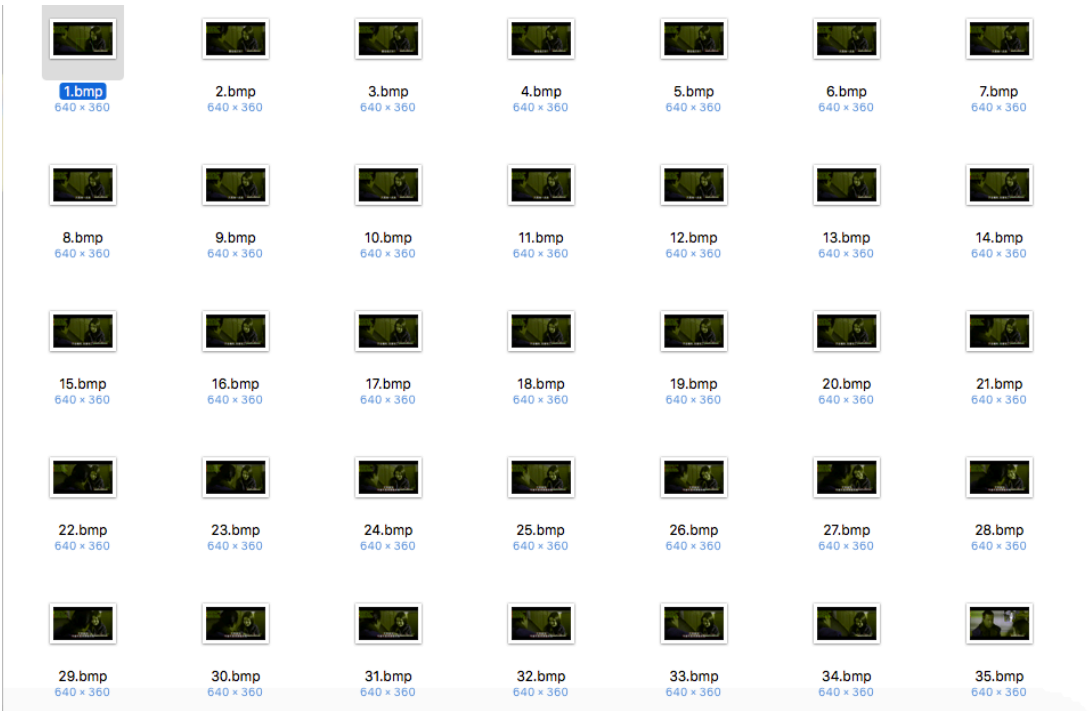 1.bmp 2.bmp 3.bmp 4.bmp 5.bmp 6.bmp 7.bmp
640 × 360 640 × 360 640 × 360 640 × 360 640 × 360 640 × 360 640 × 360
8.bmp 9.bmp 10.bmp 11.bmp 12.bmp 13.bmp 14.bmp
640 × 360 640 × 360 640 × 360 640 × 360 640 × 360 640 × 360 640 × 360
15.bmp 16.bmp 17.bmp 18.bmp 19.bmp 20.bmp 21.bmp
640 × 360 640 × 360 640 × 360 640 × 360 640 × 360 640 × 360 640 × 360
22.bmp 23.bmp 24.bmp 25.bmp 26.bmp 27.bmp 28.bmp
640 × 360 640 × 360 640 × 360 640 × 360 640 × 360 640 × 360 640 × 360
29.bmp 30.bmp 31.bmp 32.bmp 33.bmp 34.bmp 35.bmp
640 × 360 640 × 360 640 × 360 640 × 360 640 × 360 640 × 360 640 × 360